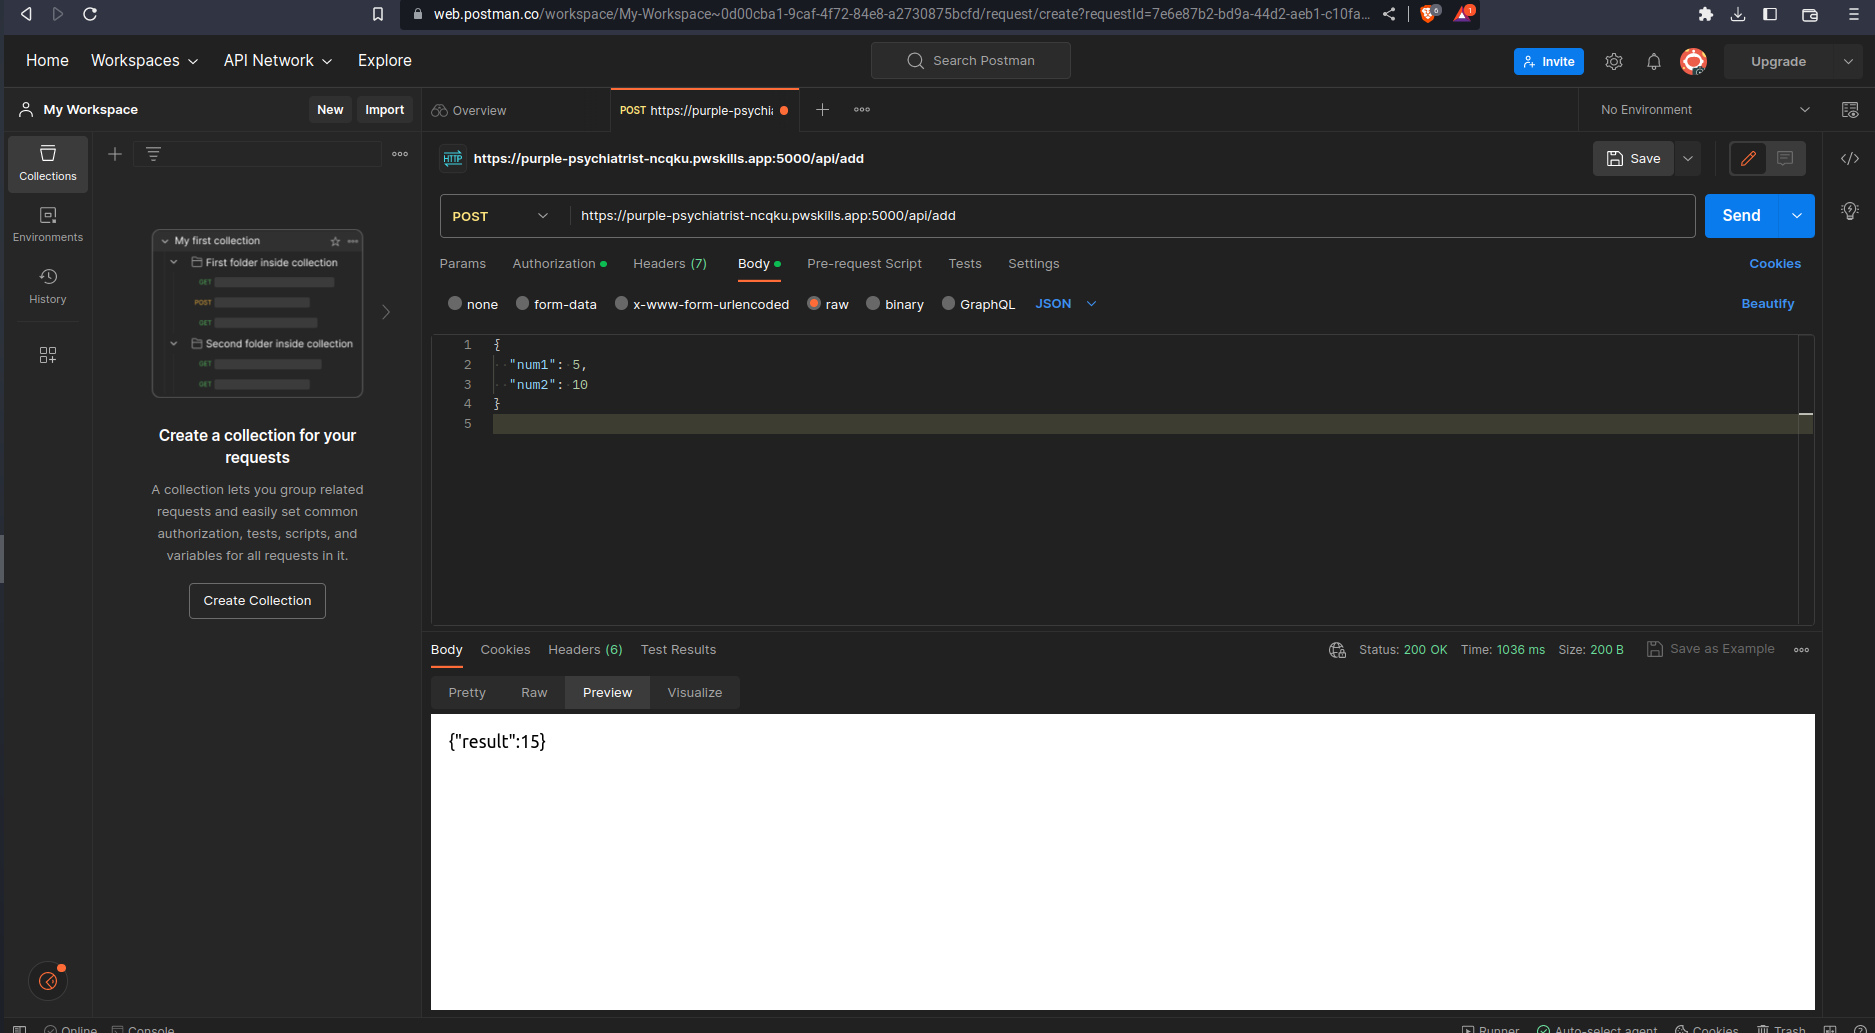 web.postman.co/workspace/My-Workspace~0d00cba1-9caf-4f72-84e8-a2730875bcfd/request/create?requestId=7e6e87b2-bd9a-44d2-aeb1-c10fa...
6
1
Home Workspaces API Network Explore
Search Postman
Invite
Upgrade
My Workspace
New
Import
Overview
POST https://purple-psychi
No Environment
Collections
Environments
History
My first collection
First folder inside collection
GET
POST
GET
Second folder inside collection
GET
GET
Create a collection for your
requests
A collection lets you group related
requests and easily set common
authorization, tests, scripts, and
variables for all requests in it.
Create Collection
HTTP https://purple-psychiatrist-ncqku.pwskills.app:5000/api/add
Save
POST https://purple-psychiatrist-ncqku.pwskills.app:5000/api/add
Send
Params Authorization Headers (7) Body Pre-request Script Tests Settings
Cookies
none form-data x-www-form-urlencoded raw binary GraphQL JSON
Beautify
1 {
2 "num1": 5,
3 "num2": 10
4 }
5
Body Cookies Headers (6) Test Results
Status: 200 OK Time: 1036 ms Size: 200 B
Save as Example
Pretty Raw Preview Visualize
{"result":15}
Online Console
Runner Auto-select agent Cookies Trash